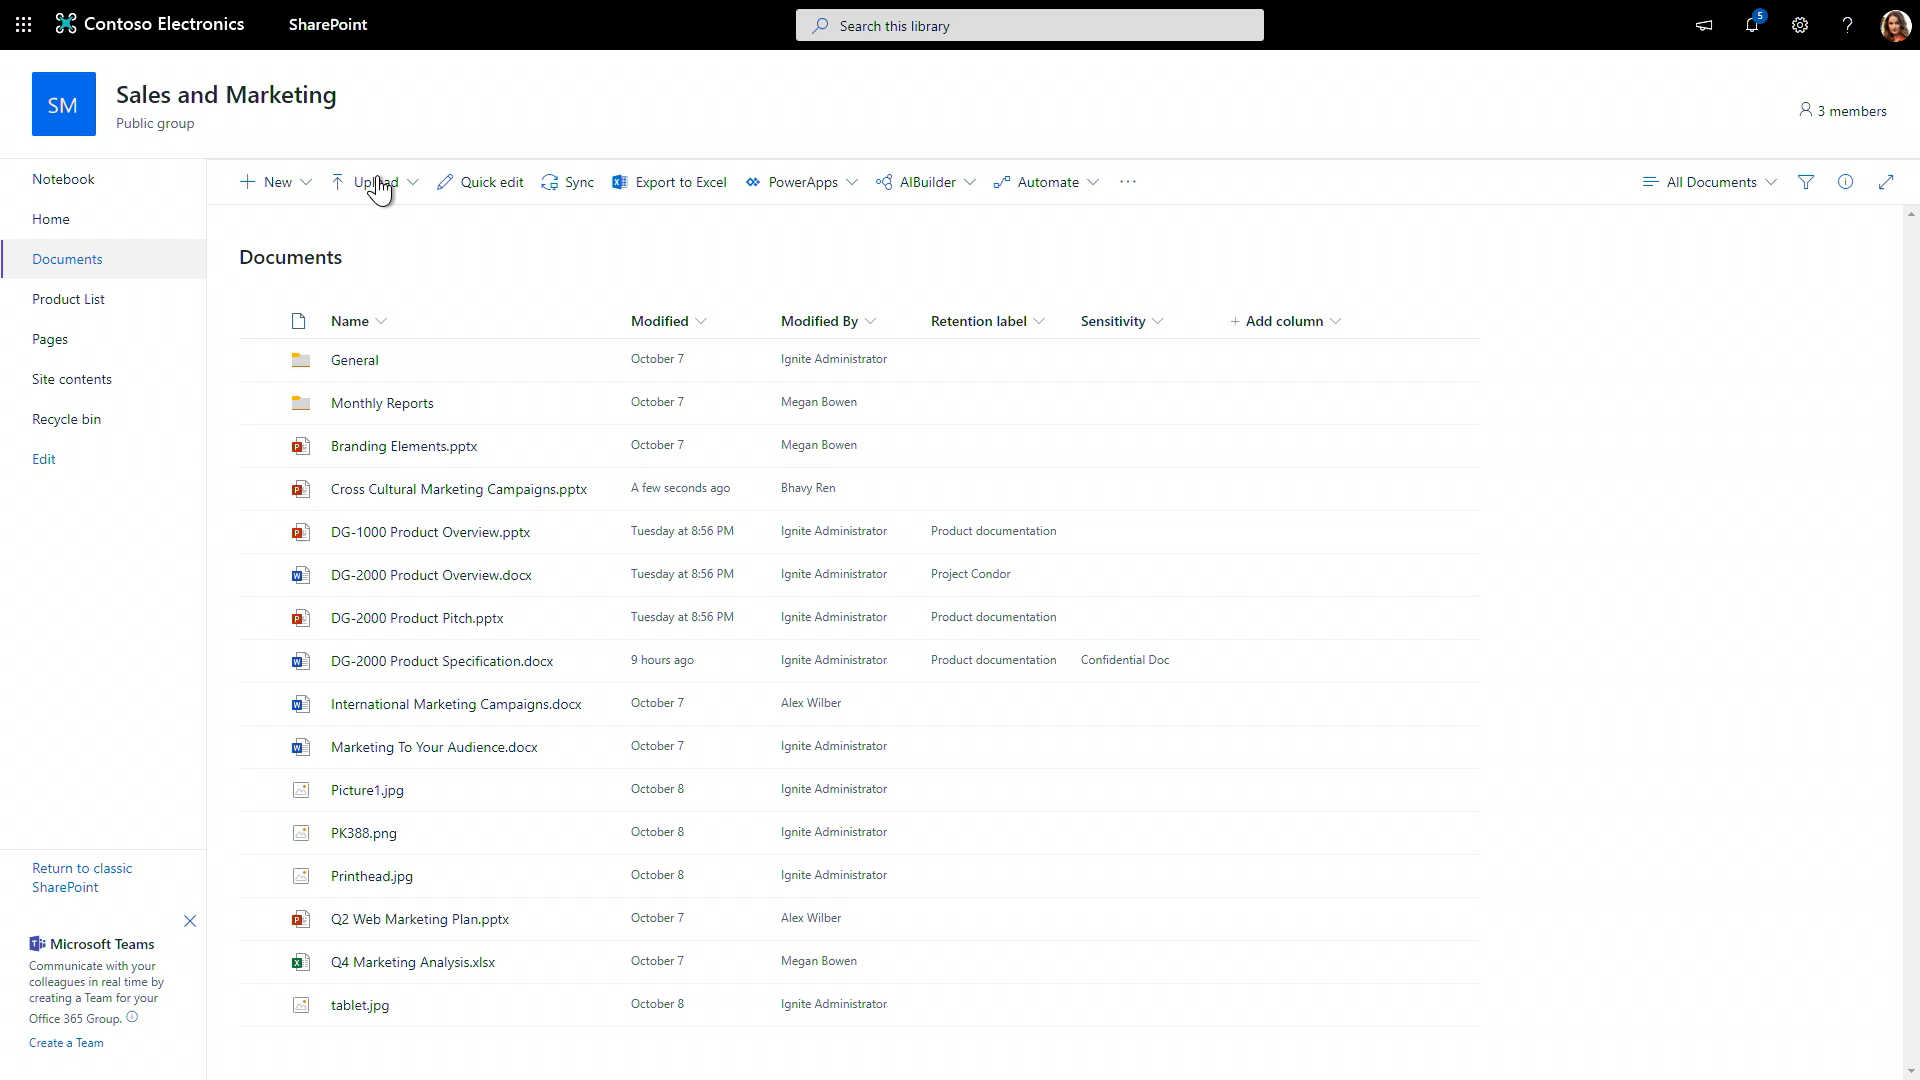 Contoso Electronics
SharePoint
Search this library
5
SM
Sales and Marketing
Public group
3 members
Notebook
Home
Documents
Product List
Pages
Site contents
Recycle bin
Edit
New
Upload
Quick edit
Sync
Export to Excel
PowerApps
AIBuilder
Automate
All Documents
Documents
Name Modified Modified By Retention label Sensitivity + Add column
General October 7 Ignite Administrator
Monthly Reports October 7 Megan Bowen
Branding Elements.pptx October 7 Megan Bowen
Cross Cultural Marketing Campaigns.pptx A few seconds ago Bhavy Ren
DG-1000 Product Overview.pptx Tuesday at 8:56 PM Ignite Administrator Product documentation
DG-2000 Product Overview.docx Tuesday at 8:56 PM Ignite Administrator Project Condor
DG-2000 Product Pitch.pptx Tuesday at 8:56 PM Ignite Administrator Product documentation
DG-2000 Product Specification.docx 9 hours ago Ignite Administrator Product documentation Confidential Doc
International Marketing Campaigns.docx October 7 Alex Wilber
Marketing To Your Audience.docx October 7 Ignite Administrator
Picture1.jpg October 8 Ignite Administrator
PK388.png October 8 Ignite Administrator
Printhead.jpg October 8 Ignite Administrator
Q2 Web Marketing Plan.pptx October 7 Alex Wilber
Q4 Marketing Analysis.xlsx October 7 Megan Bowen
tablet.jpg October 8 Ignite Administrator
Return to classic
SharePoint
Microsoft Teams
Communicate with your
colleagues in real time by
creating a Team for your
Office 365 Group.
Create a Team